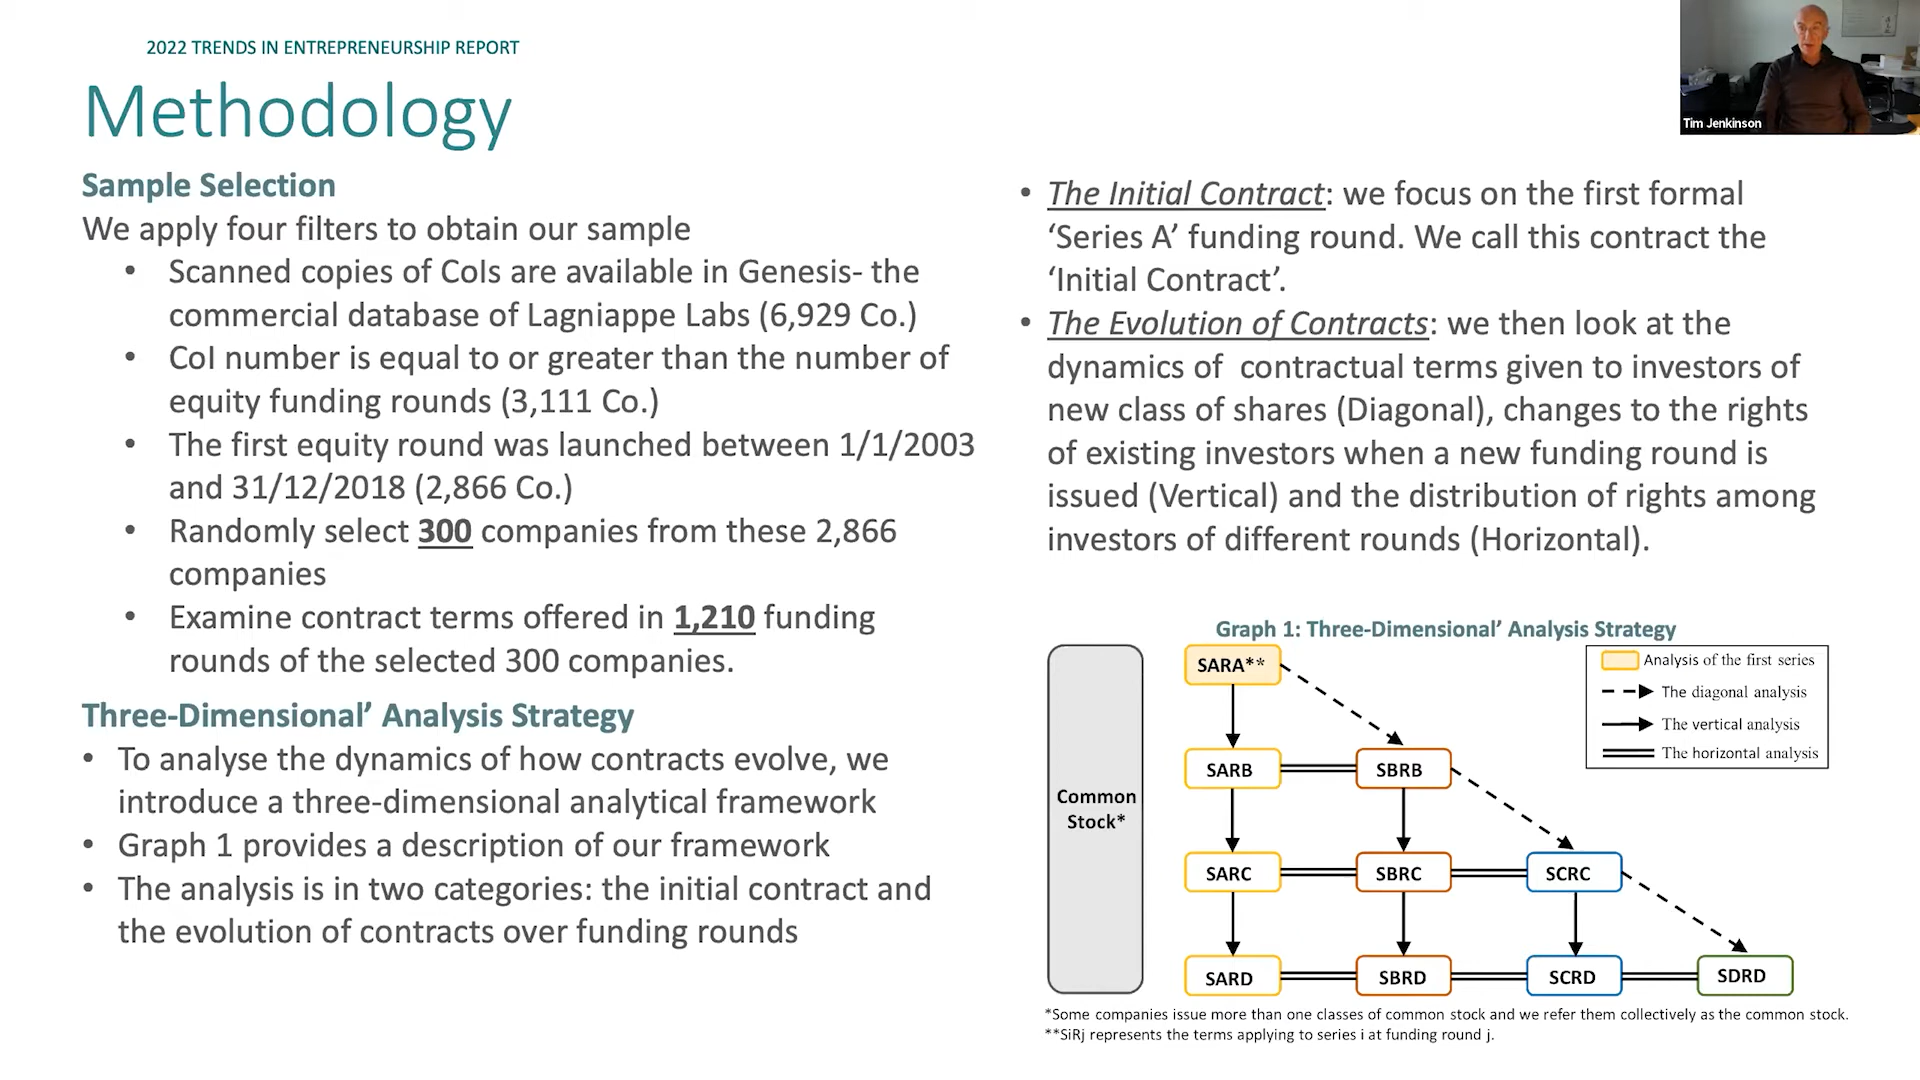 2022 TRENDS IN ENTREPRENEURSHIP REPORT
Methodology
Tim Jenkinson
Sample Selection
We apply four filters to obtain our sample
• Scanned copies of CoIs are available in Genesis- the
commercial database of Lagniappe Labs (6,929 Co.)
• CoI number is equal to or greater than the number of
equity funding rounds (3,111 Co.)
• The first equity round was launched between 1/1/2003
and 31/12/2018 (2,866 Co.)
• Randomly select 300 companies from these 2,866
companies
• Examine contract terms offered in 1,210 funding
rounds of the selected 300 companies.
Three-Dimensional’ Analysis Strategy
• To analyse the dynamics of how contracts evolve, we
introduce a three-dimensional analytical framework
• Graph 1 provides a description of our framework
• The analysis is in two categories: the initial contract and
the evolution of contracts over funding rounds
• The Initial Contract: we focus on the first formal
‘Series A’ funding round. We call this contract the
‘Initial Contract’.
• The Evolution of Contracts: we then look at the
dynamics of contractual terms given to investors of
new class of shares (Diagonal), changes to the rights
of existing investors when a new funding round is
issued (Vertical) and the distribution of rights among
investors of different rounds (Horizontal).
Graph 1: Three-Dimensional’ Analysis Strategy
Common
Stock*
SARA**
SARB
SBRB
SARC
SBRC
SCRC
SARD
SBRD
SCRD
SDRD
Analysis of the first series
The diagonal analysis
The vertical analysis
The horizontal analysis
*Some companies issue more than one classes of common stock and we refer them collectively as the common stock.
**SiRj represents the terms applying to series i at funding round j.